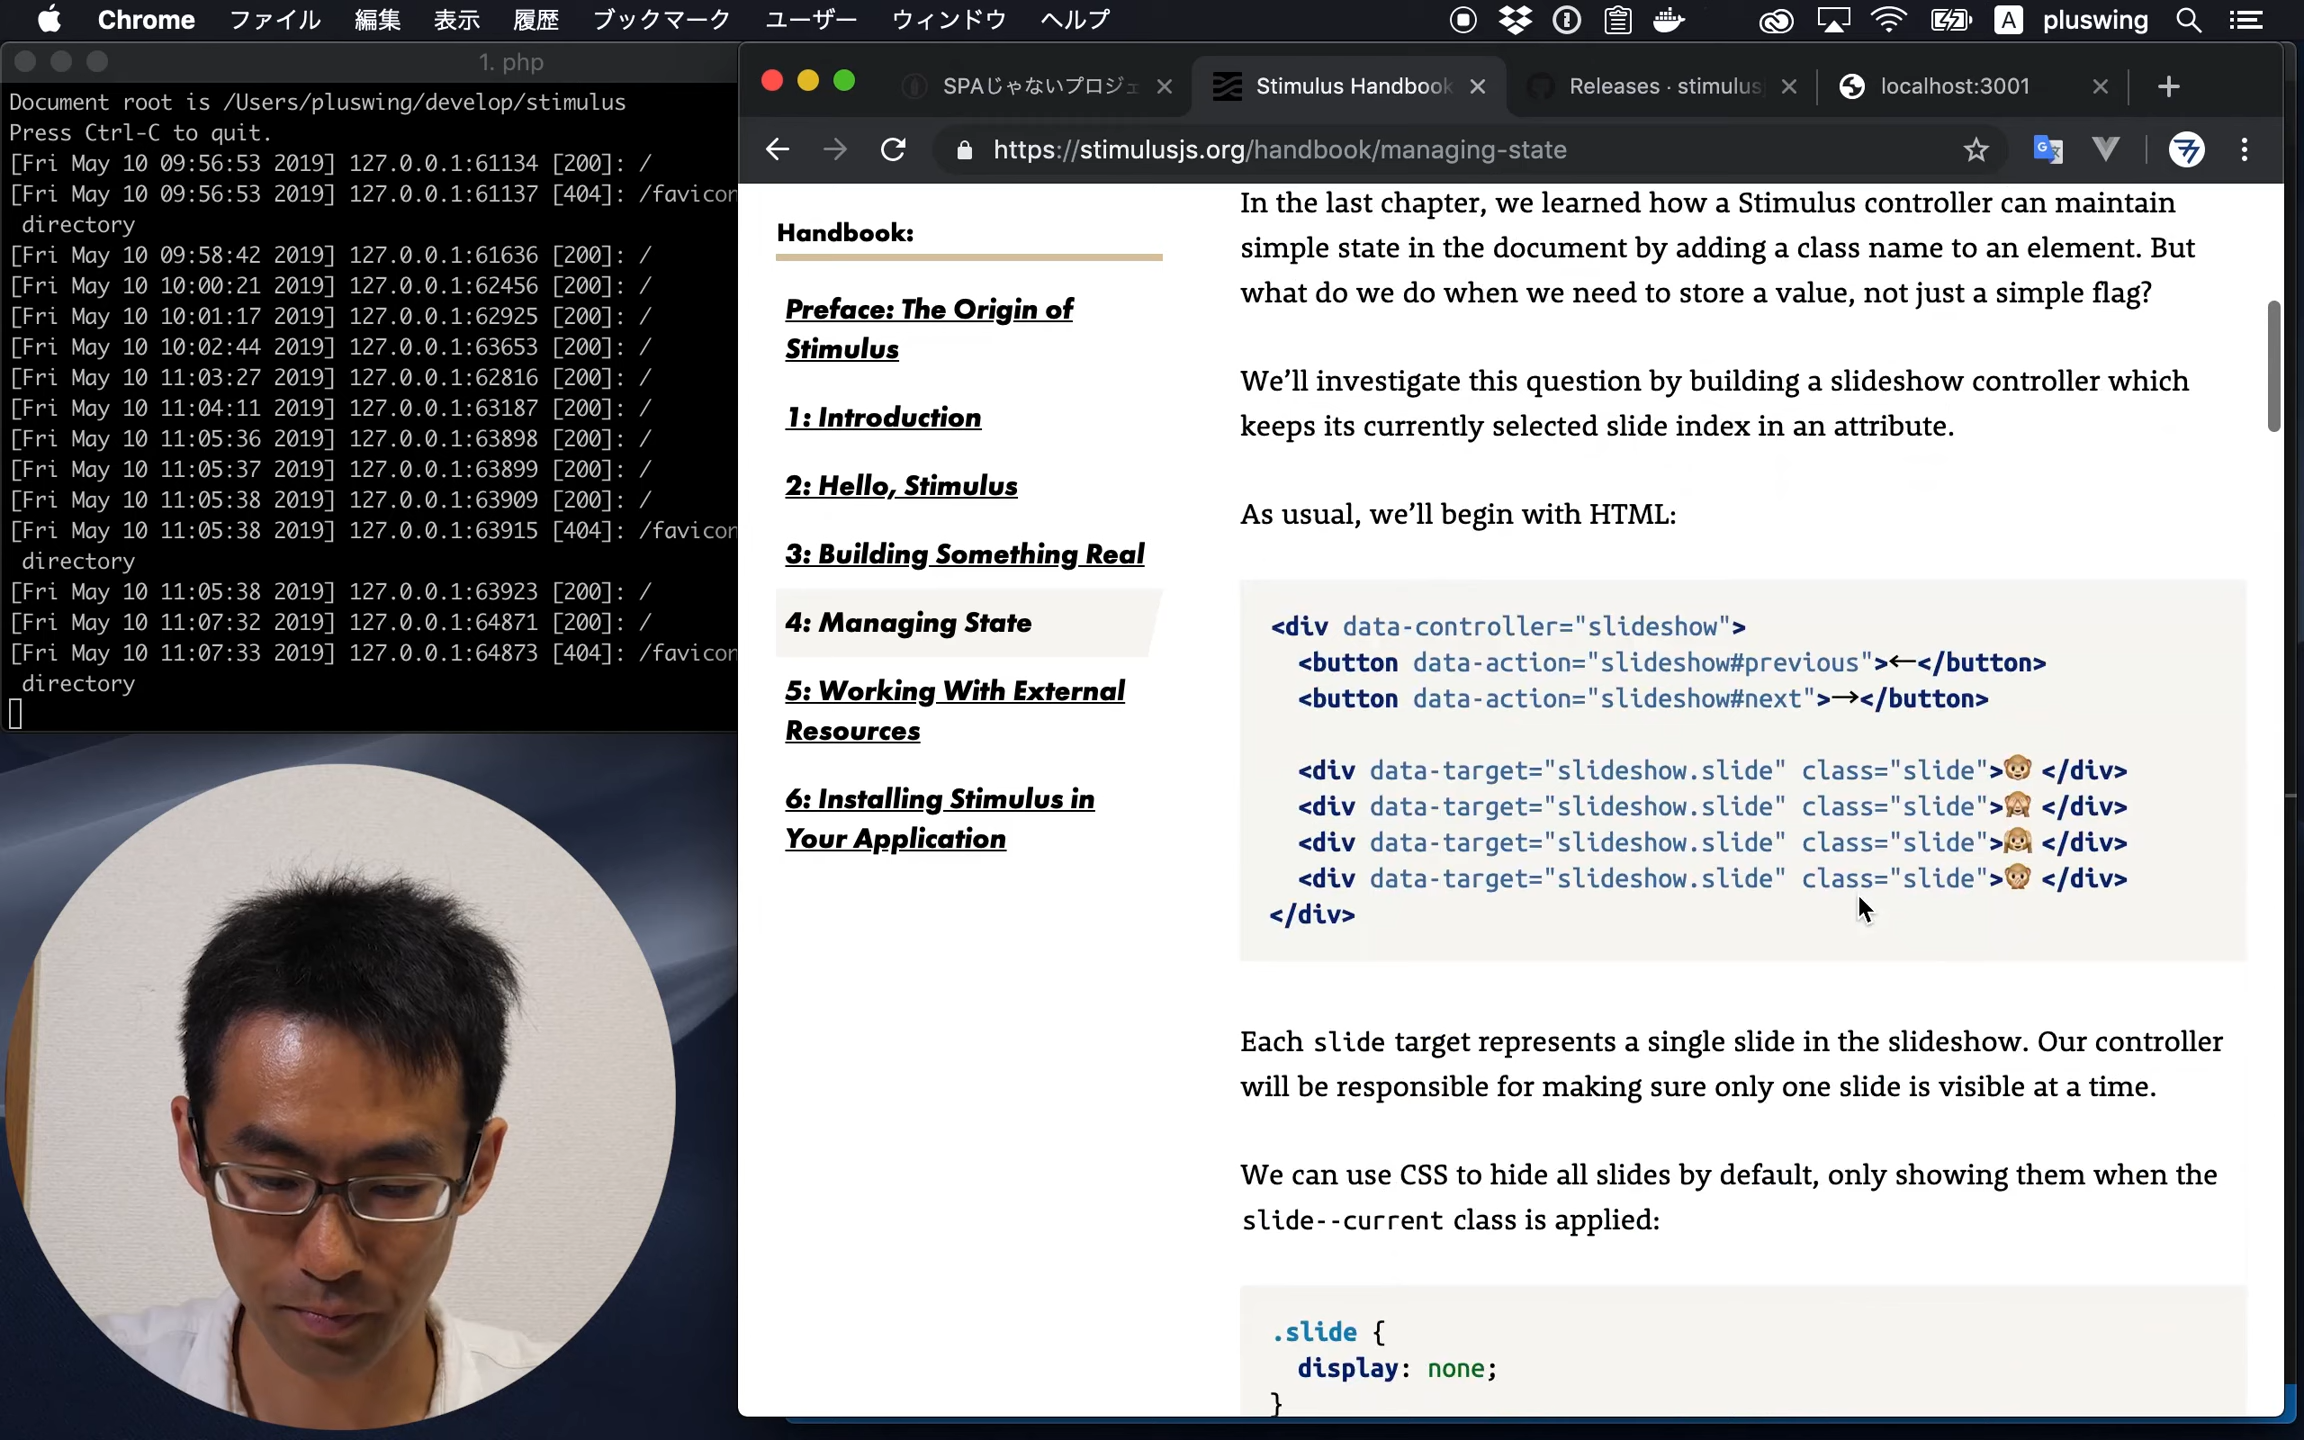 Chrome ファイル 編集 表示 履歴 ブックマーク ユーザー ウィンドウ ヘルプ A pluswing
1. php
Document root is /Users/pluswing/develop/stimulus
Press Ctrl-C to quit.
[Fri May 10 09:56:53 2019] 127.0.0.1:61134 [200]: /
[Fri May 10 09:56:53 2019] 127.0.0.1:61137 [404]: /favicon
directory
[Fri May 10 09:58:42 2019] 127.0.0.1:61636 [200]: /
[Fri May 10 10:00:21 2019] 127.0.0.1:62456 [200]: /
[Fri May 10 10:01:17 2019] 127.0.0.1:62925 [200]: /
[Fri May 10 10:02:44 2019] 127.0.0.1:63653 [200]: /
[Fri May 10 11:03:27 2019] 127.0.0.1:62816 [200]: /
[Fri May 10 11:04:11 2019] 127.0.0.1:63187 [200]: /
[Fri May 10 11:05:36 2019] 127.0.0.1:63898 [200]: /
[Fri May 10 11:05:37 2019] 127.0.0.1:63899 [200]: /
[Fri May 10 11:05:38 2019] 127.0.0.1:63909 [200]: /
[Fri May 10 11:05:38 2019] 127.0.0.1:63915 [404]: /favicon
directory
[Fri May 10 11:05:38 2019] 127.0.0.1:63923 [200]: /
[Fri May 10 11:07:32 2019] 127.0.0.1:64871 [200]: /
[Fri May 10 11:07:33 2019] 127.0.0.1:64873 [404]: /favicon
directory
SPAじゃないプロジェ Stimulus Handbook Releases · stimulus localhost:3001
https://stimulusjs.org/handbook/managing-state
Handbook:
Preface: The Origin of
Stimulus
1: Introduction
2: Hello, Stimulus
3: Building Something Real
4: Managing State
5: Working With External
Resources
6: Installing Stimulus in
Your Application
In the last chapter, we learned how a Stimulus controller can maintain
simple state in the document by adding a class name to an element. But
what do we do when we need to store a value, not just a simple flag?
We’ll investigate this question by building a slideshow controller which
keeps its currently selected slide index in an attribute.
As usual, we’ll begin with HTML:
<div data-controller="slideshow">
<button data-action="slideshow#previous">←</button>
<button data-action="slideshow#next">→</button>
<div data-target="slideshow.slide" class="slide">🐵</div>
<div data-target="slideshow.slide" class="slide">🙈</div>
<div data-target="slideshow.slide" class="slide">🙉</div>
<div data-target="slideshow.slide" class="slide">🙊</div>
</div>
Each slide target represents a single slide in the slideshow. Our controller
will be responsible for making sure only one slide is visible at a time.
We can use CSS to hide all slides by default, only showing them when the
slide--current class is applied:
.slide {
display: none;
}